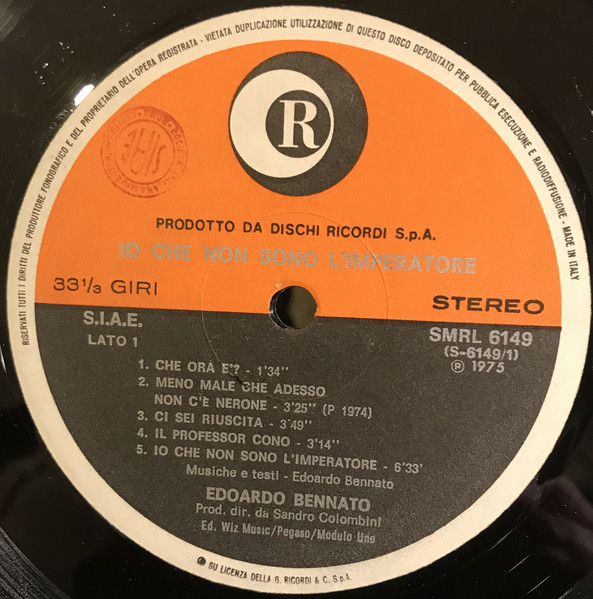 RISERVATI TUTTI I DIRITTI DEL PRODUTTORE FONOGRAFICO E DEL PROPRIETARIO DELL'OPERA REGISTRATA - VIETATA DUPLICAZIONE UTILIZZAZIONE DI QUESTO DISCO DEPOSITATO PER PUBBLICA ESECUZIONE E RADIODIFFUSIONE - MADE IN ITALY
R
SIAE
PRODOTTO DA DISCHI RICORDI S.p.A.
IO CHE NON SONO L'IMPERATORE
33 1/3 GIRI
STEREO
S.I.A.E.
LATO 1
SMRL 6149
(S-6149/1)
℗ 1975
1. CHE ORA E'? - 1'34"
2. MENO MALE CHE ADESSO
NON C'È NERONE - 3'25" (P 1974)
3. CI SEI RIUSCITA - 3'49"
4. IL PROFESSOR CONO - 3'14"
5. IO CHE NON SONO L'IMPERATORE - 6'33'
Musiche e testi - Edoardo Bennato
EDOARDO BENNATO
Prod. dir. da Sandro Colombini
Ed. Wiz Music/Pegaso/Modulo Uno
SU LICENZA DELLA G. RICORDI & C. S.p.A.